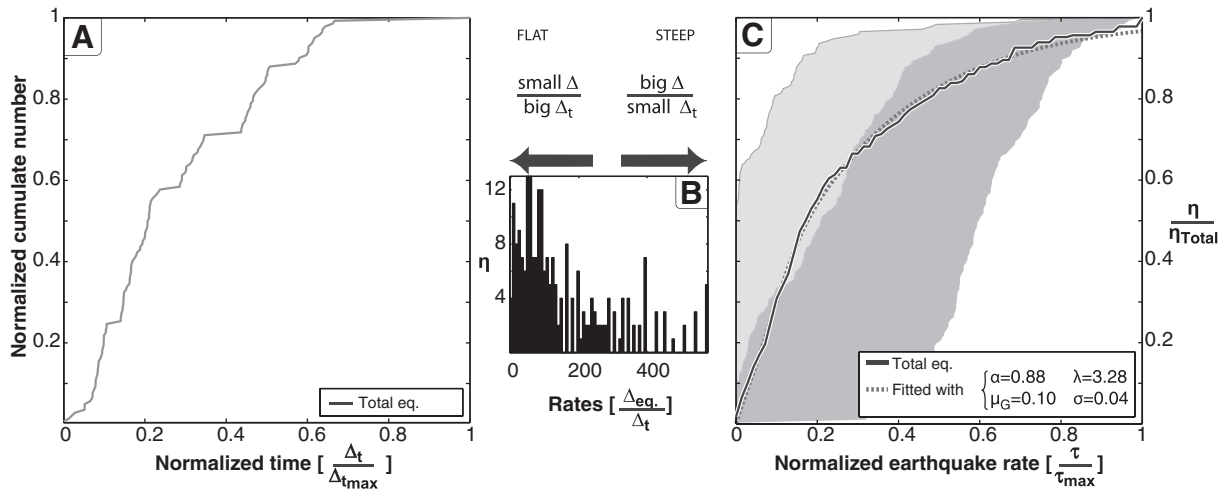 A
1
0.8
0.6
0.4
0.2
0
0.2
0.4
0.6
0.8
1
Normalized cumulate number
Total eq.
Normalized time [ Δt / Δtmax ]
FLAT
STEEP
small Δ / big Δt
big Δ / small Δt
B
12
8
4
η
0
200
400
Rates [ Δeq. / Δt ]
C
1
0.8
0.6
0.4
0.2
η / ηTotal
Total eq.
Fitted with { α=0.88 λ=3.28
μG=0.10 σ=0.04
0
0.2
0.4
0.6
0.8
1
Normalized earthquake rate [ τ / τmax ]